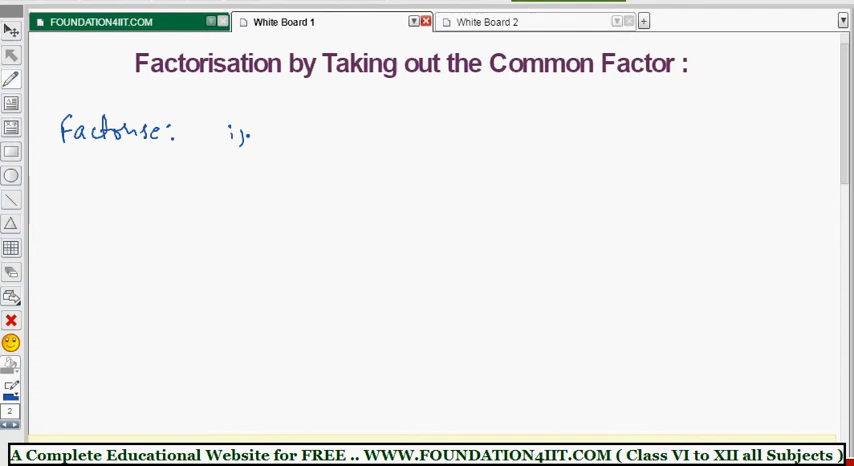 FOUNDATION4IIT.COM White Board 1 White Board 2
Factorisation by Taking out the Common Factor :
Factorise: i).
2
A Complete Educational Website for FREE .. WWW.FOUNDATION4IIT.COM ( Class VI to XII all Subjects )